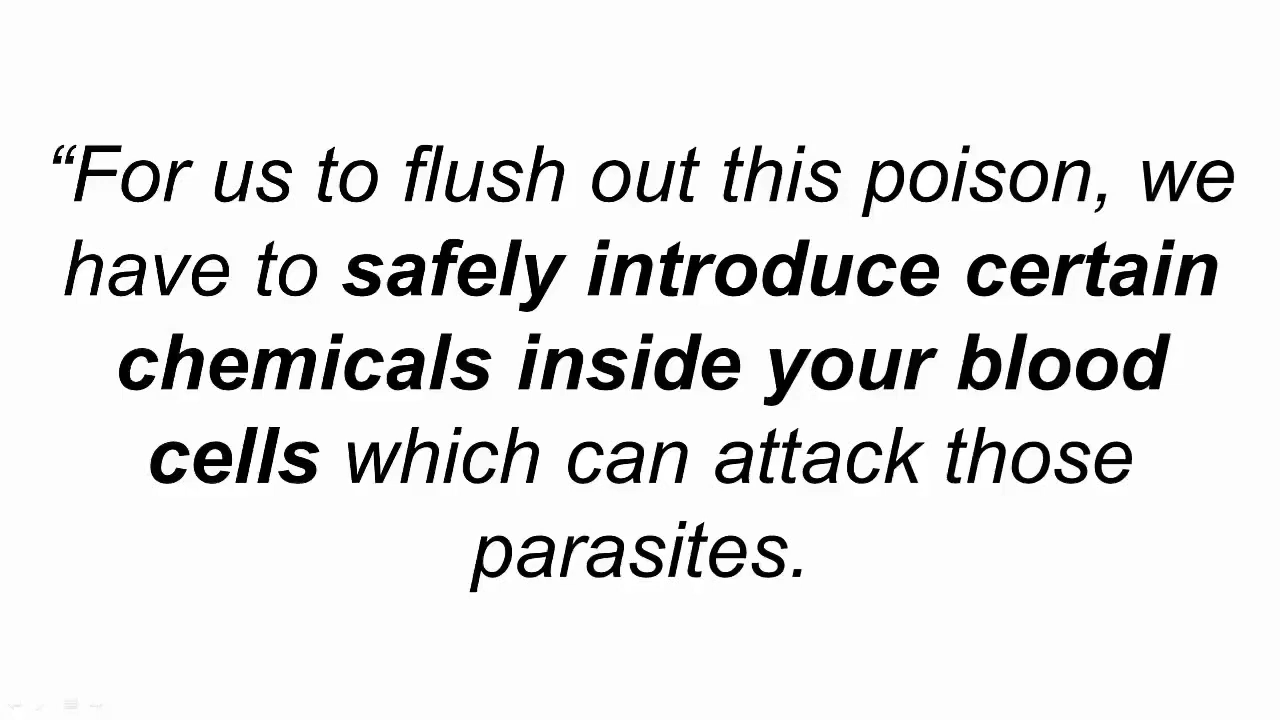 “For us to flush out this poison, we
have to safely introduce certain
chemicals inside your blood
cells which can attack those
parasites.